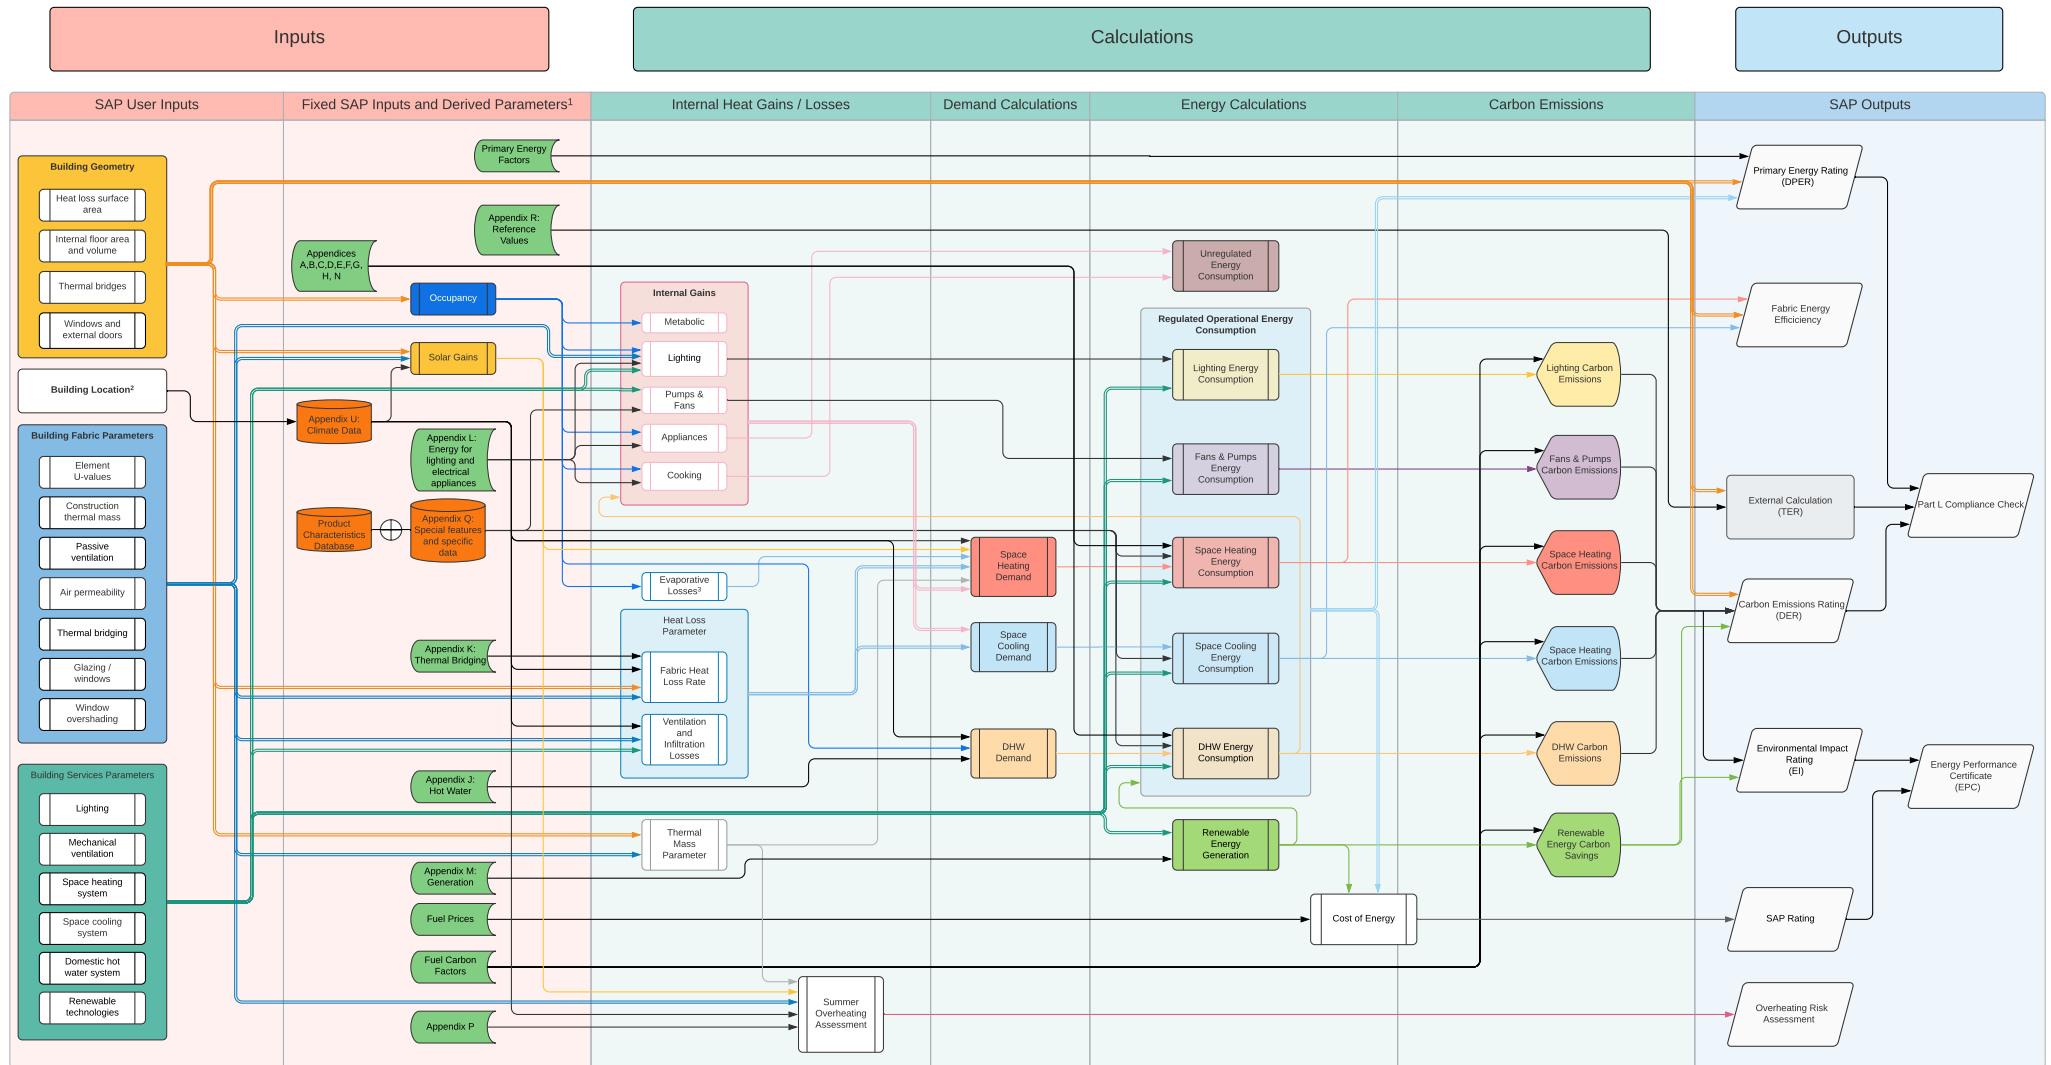 Inputs
Calculations
Outputs
SAP User Inputs
Fixed SAP Inputs and Derived Parameters¹
Internal Heat Gains / Losses
Demand Calculations
Energy Calculations
Carbon Emissions
SAP Outputs
Building Geometry
Heat loss surface
area
Internal floor area
and volume
Thermal bridges
Windows and
external doors
Building Location²
Building Fabric Parameters
Element
U-values
Construction
thermal mass
Passive
ventilation
Air permeability
Thermal bridging
Glazing /
windows
Window
overshading
Building Services Parameters
Lighting
Mechanical
ventilation
Space heating
system
Space cooling
system
Domestic hot
water system
Renewable
technologies
Primary Energy
Factors
Appendix R:
Reference
Values
Appendices
A,B,C,D,E,F,G,
H, N
Occupancy
Solar Gains
Appendix U:
Climate Data
Appendix L:
Energy for
lighting and
electrical
appliances
Product
Characteristics
Database
Appendix Q:
Special features
and specific
data
Appendix K:
Thermal Bridging
Appendix J:
Hot Water
Appendix M:
Generation
Fuel Prices
Fuel Carbon
Factors
Appendix P
Internal Gains
Metabolic
Lighting
Pumps &
Fans
Appliances
Cooking
Evaporative
Losses³
Heat Loss
Parameter
Fabric Heat
Loss Rate
Ventilation
and
Infiltration
Losses
Thermal
Mass
Parameter
Summer
Overheating
Assessment
Space
Heating
Demand
Space
Cooling
Demand
DHW
Demand
Unregulated
Energy
Consumption
Regulated Operational Energy
Consumption
Lighting Energy
Consumption
Fans & Pumps
Energy
Consumption
Space Heating
Energy
Consumption
Space Cooling
Energy
Consumption
DHW Energy
Consumption
Renewable
Energy
Generation
Cost of Energy
Lighting Carbon
Emissions
Fans & Pumps
Carbon Emissions
Space Heating
Carbon Emissions
Space Heating
Carbon Emissions
DHW Carbon
Emissions
Renewable
Energy Carbon
Savings
Primary Energy Rating
(DPER)
Fabric Energy
Efficiciency
External Calculation
(TER)
Part L Compliance Check
Carbon Emissions Rating
(DER)
Environmental Impact
Rating
(EI)
Energy Performance
Certificate
(EPC)
SAP Rating
Overheating Risk
Assessment